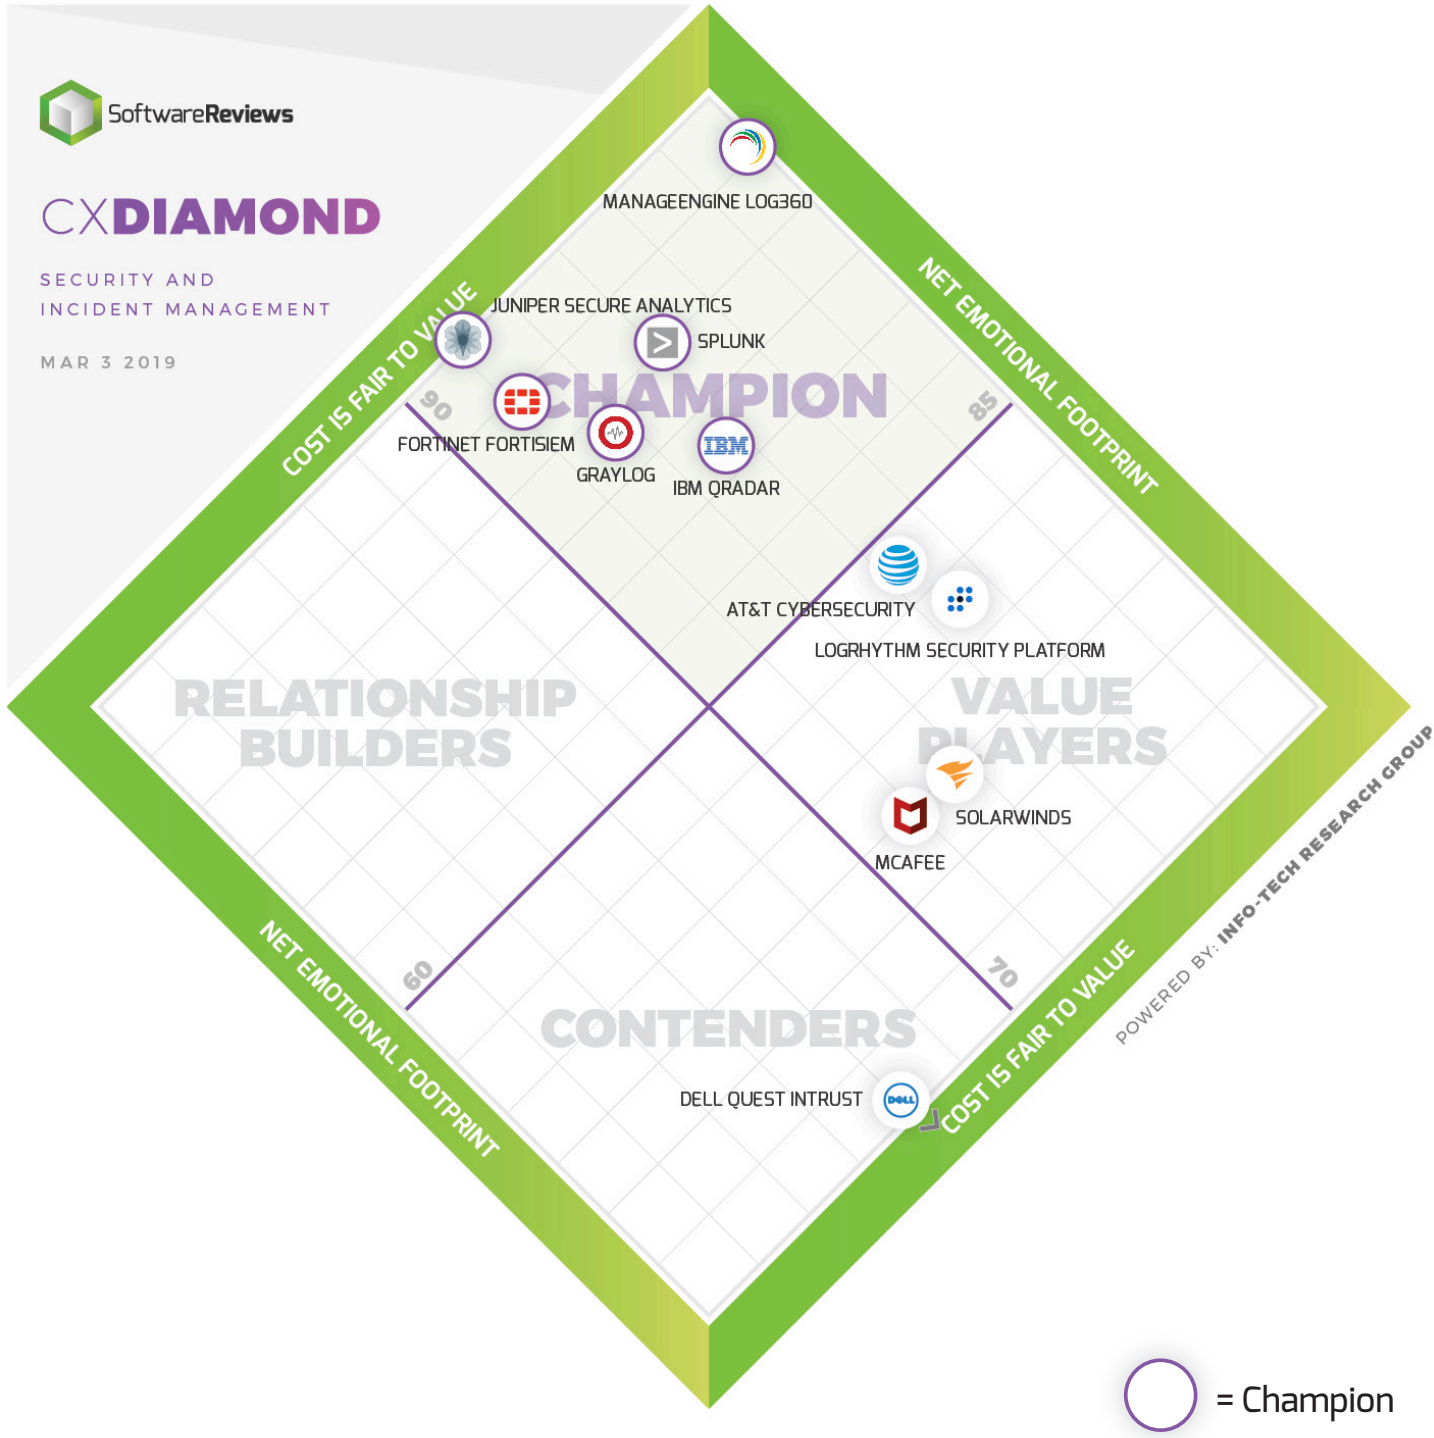 SoftwareReviews
CXDIAMOND
SECURITY AND
INCIDENT MANAGEMENT
MAR 3 2019
MANAGEENGINE LOG360
COST IS FAIR TO VALUE
NET EMOTIONAL FOOTPRINT
JUNIPER SECURE ANALYTICS
>
SPLUNK
CHAMPION
90
85
FORTINET FORTISIEM
GRAYLOG
IBM
IBM QRADAR
AT&T CYBERSECURITY
LOGRHYTHM SECURITY PLATFORM
RELATIONSHIP
BUILDERS
VALUE
PLAYERS
SOLARWINDS
MCAFEE
POWERED BY: INFO-TECH RESEARCH GROUP
60
70
NET EMOTIONAL FOOTPRINT
COST IS FAIR TO VALUE
CONTENDERS
DELL QUEST INTRUST
DELL
= Champion